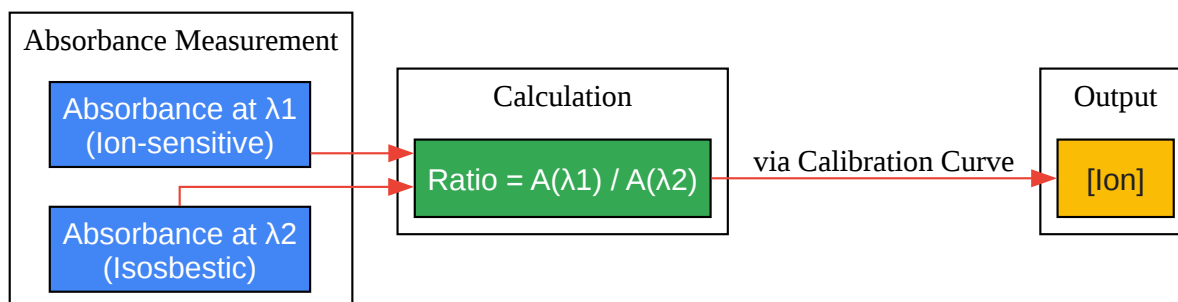 Absorbance Measurement
Absorbance at λ1
(Ion-sensitive)
Absorbance at λ2
(Isosbestic)
Calculation
Ratio = A(λ1) / A(λ2)
via Calibration Curve
Output
[Ion]